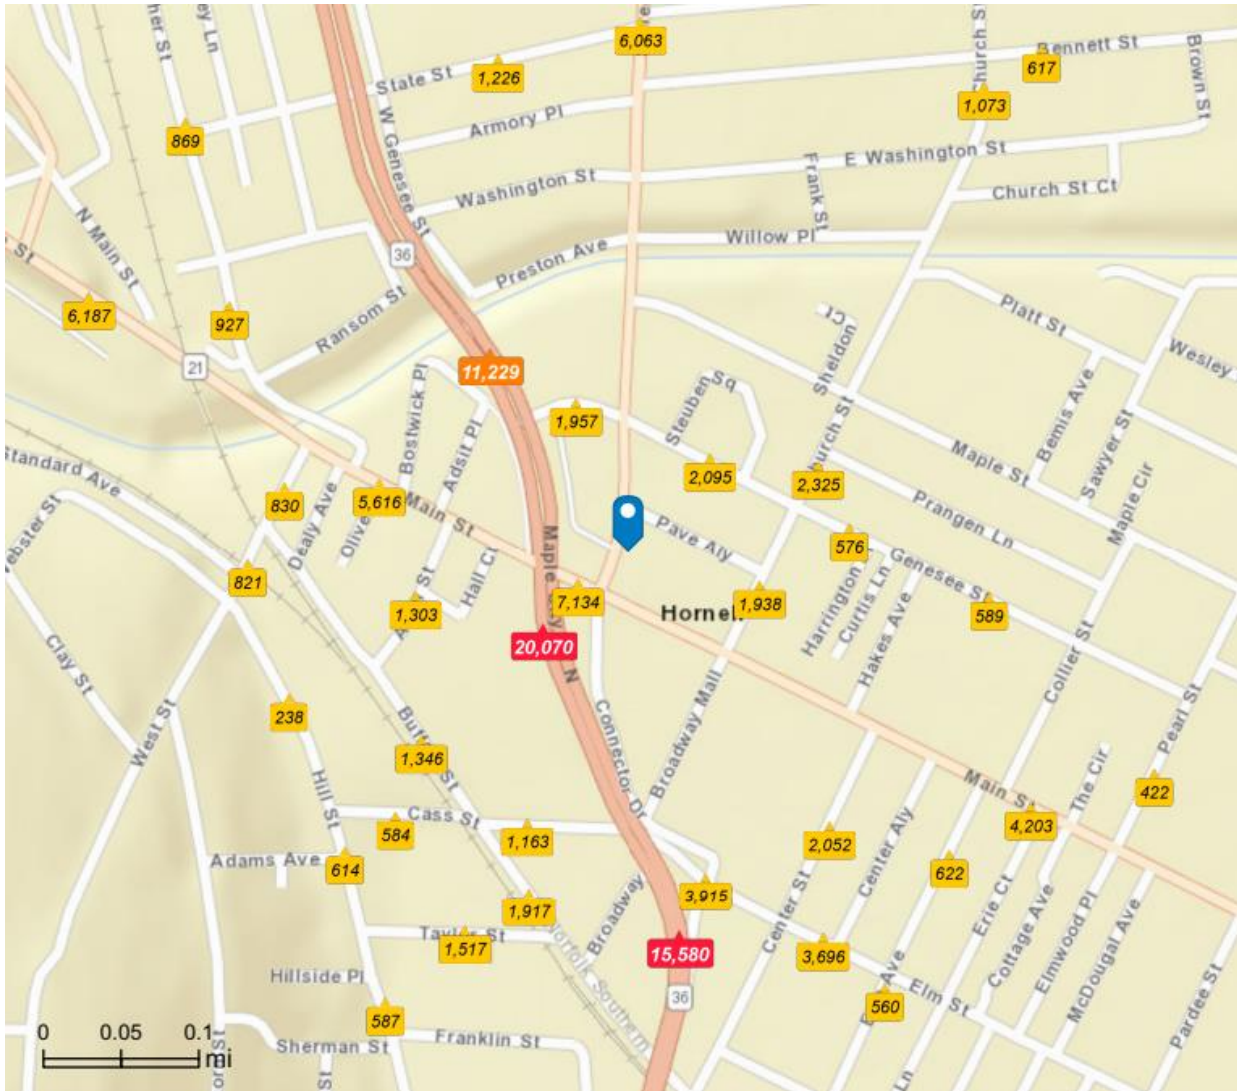 6,063
1,226
State St
Bennett St
617
Brown St
1,073
Armory Pl
869
W Genesee St
E Washington St
Frank St
Washington St
Church St Ct
N Main St
Willow Pl
36
Preston Ave
Ransom St
6,187
927
Platt St
Sheldon
Ct
Wesley
21
11,229
Bostwick Pl
Adsit Pl
Steuben Sq
1,957
Bemis Ave
Sawyer St
Maple St
Standard Ave
2,095
2,325
Maple Cir
830
5,616
Main St
Dealy Ave
Prangen Ln
Pave Aly
576
Genesee St
821
Hall Ct
1,303
7,134
Hornell
1,938
Harrington
Curtis Ln
Hakes Ave
589
20,070
N
Clay St
West St
238
Connector Dr
Broadway Mall
Collier St
Pearl St
1,346
Hill St
Main St
The Cir
422
Cass St
584
1,163
2,052
Center Aly
4,203
Adams Ave
614
622
3,915
1,917
Broadway
Center St
Erie Ct
Cottage Ave
Elmwood Pl
McDougal Ave
1,517
15,580
3,696
Hillside Pl
Norfolk Southern
36
Elm St
560
Pardee St
587
Franklin St
Sherman St
0 0.05 0.1
mi